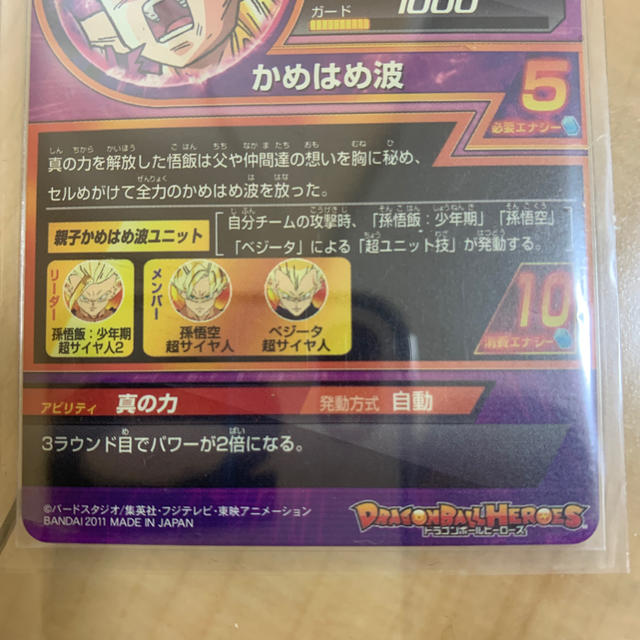 ガード 1000
かめはめ波
5
必要エナジー
真の力を解放した悟飯は父や仲間達の想いを胸に秘め、
セルめがけて全力のかめはめ波を放った。
親子かめはめ波ユニット
自分チームの攻撃時、「孫悟飯：少年期」「孫悟空」
「ベジータ」による「超ユニット技」が発動する。
リーダー
孫悟飯：少年期
超サイヤ人2
メンバー
孫悟空
超サイヤ人
ベジータ
超サイヤ人
10
消費エナジー
アビリティ 真の力 発動方式 自動
3ラウンド目でパワーが2倍になる。
©バードスタジオ/集英社・フジテレビ・東映アニメーション
BANDAI 2011 MADE IN JAPAN
DRAGONBALL HEROES
ドラゴンボールヒーローズ